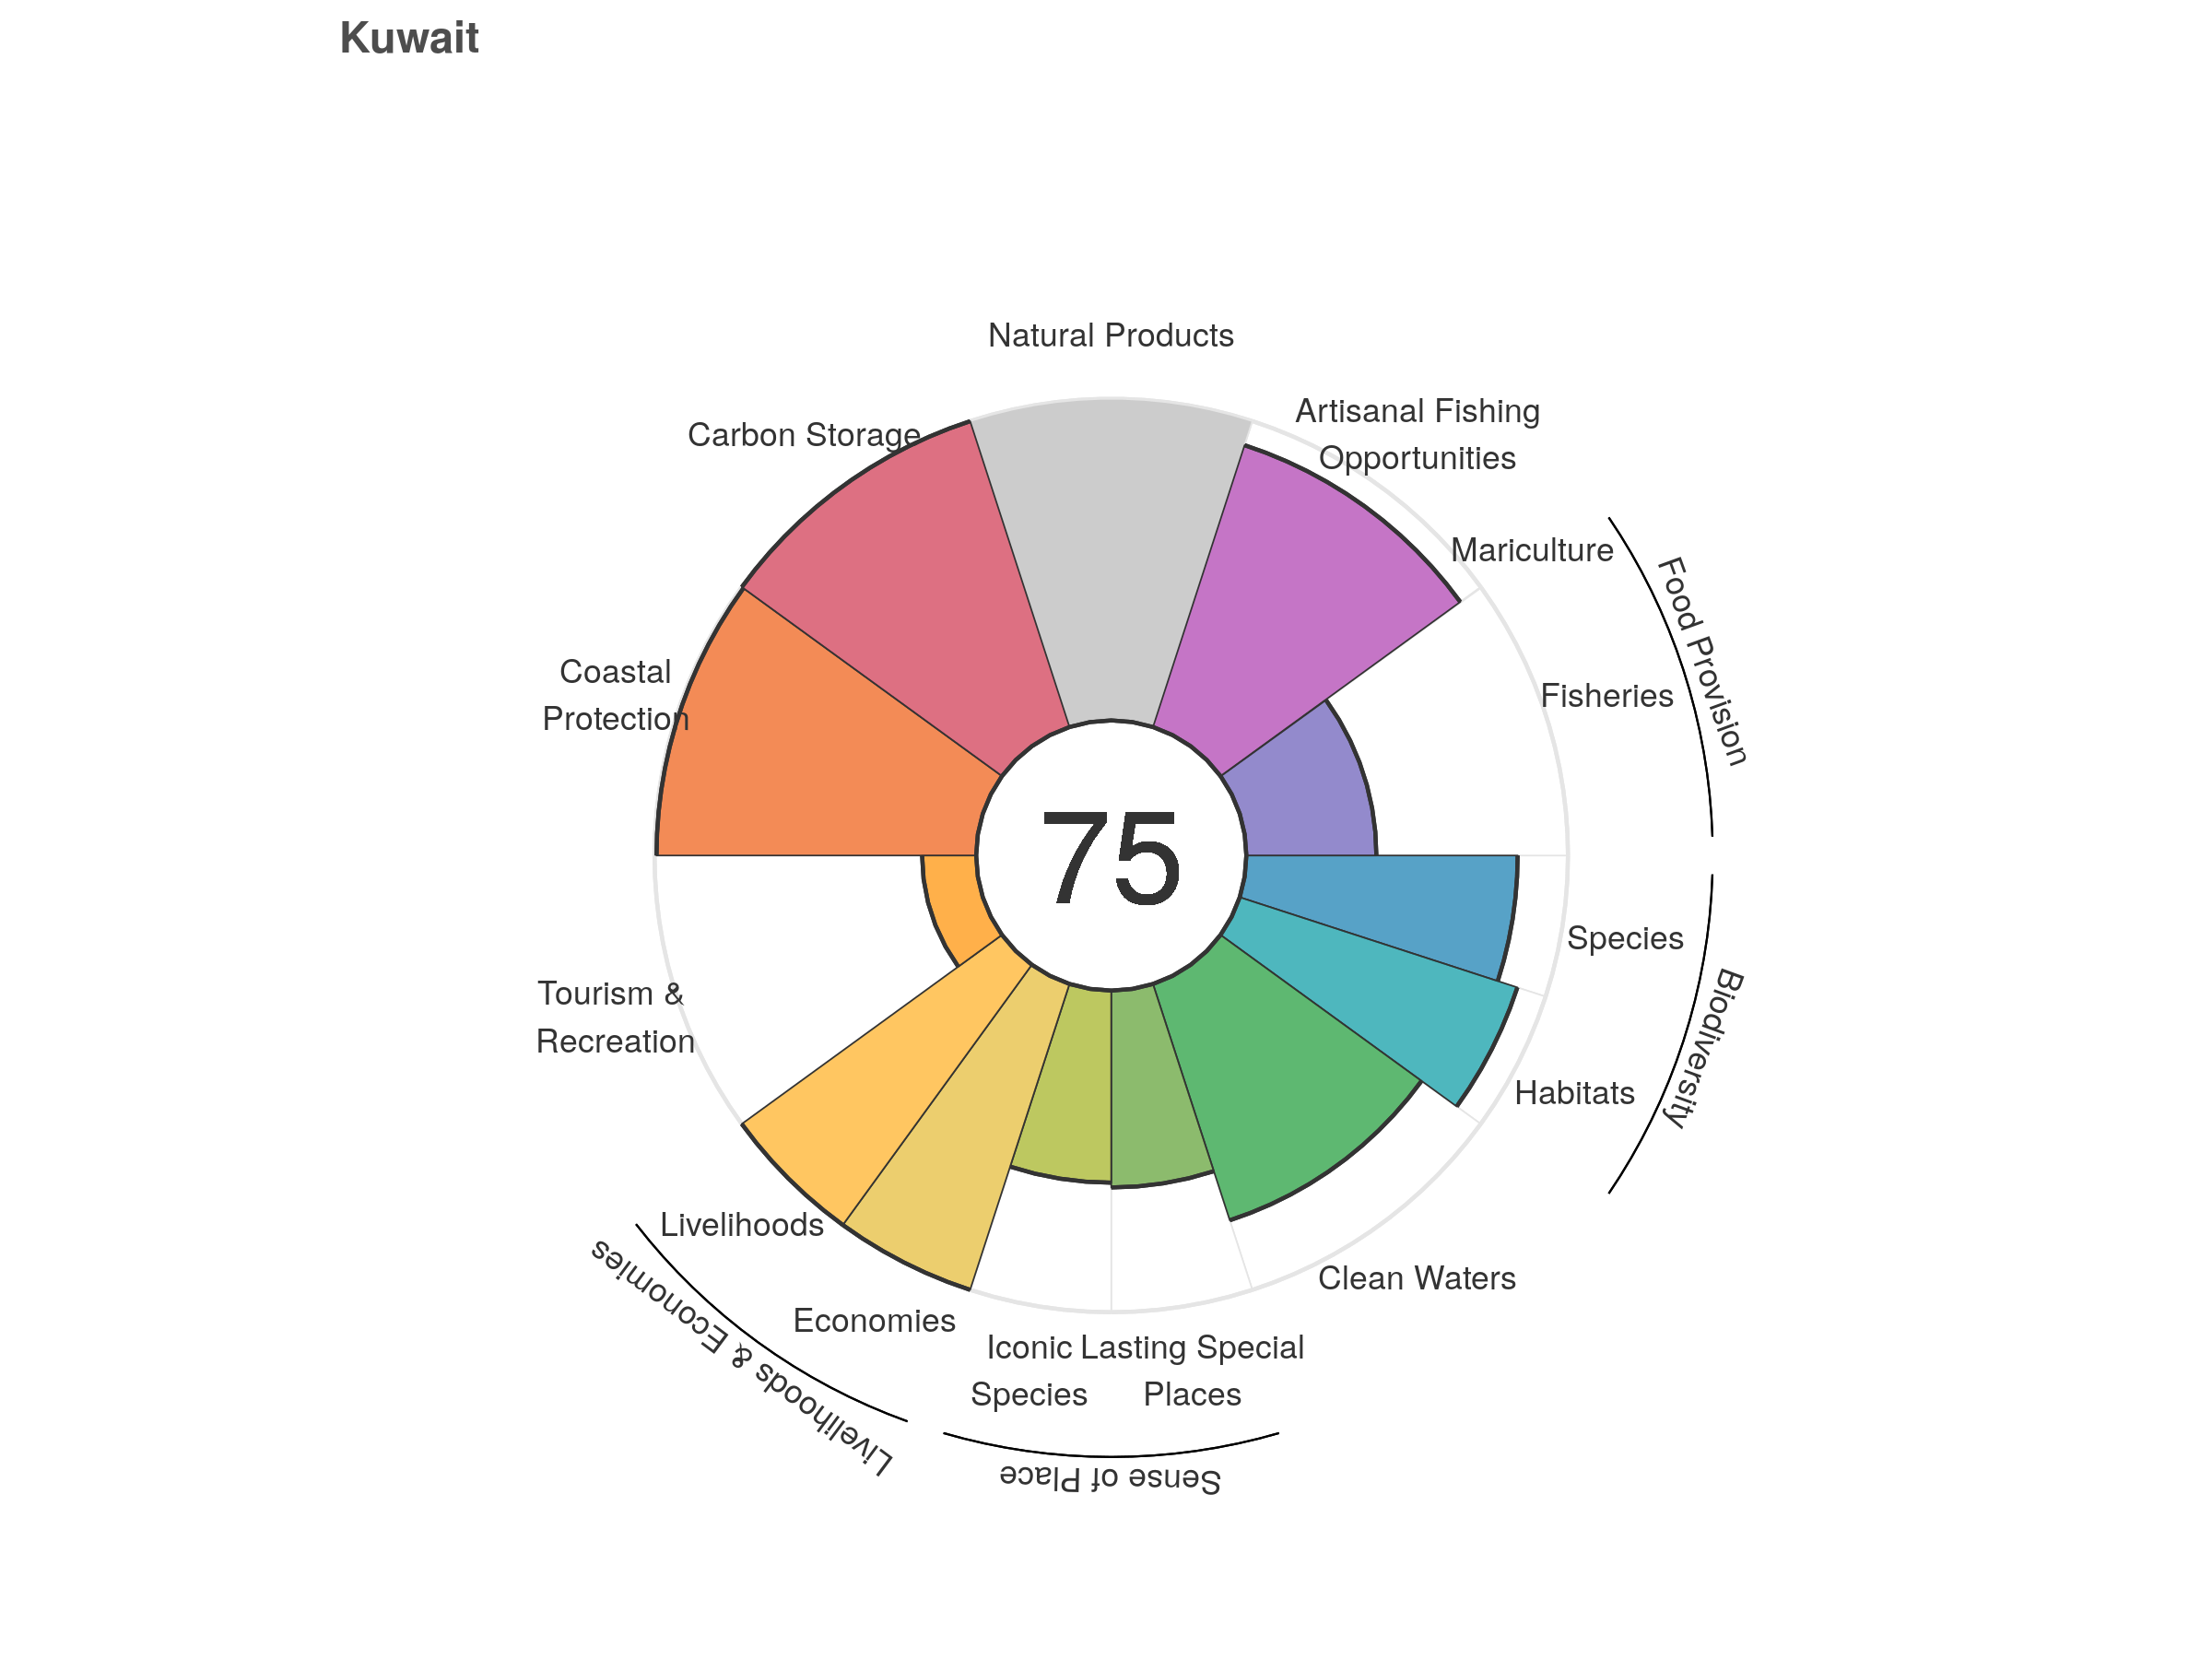 Kuwait
Natural Products
Carbon Storage
Artisanal Fishing
Opportunities
Mariculture
Food Provision
Fisheries
Coastal
Protection
75
Species
Biodiversity
Habitats
Tourism &
Recreation
Livelihoods
Clean Waters
Economies
Livelihoods & Economies
Iconic
Species
Lasting Special
Places
Sense of Place